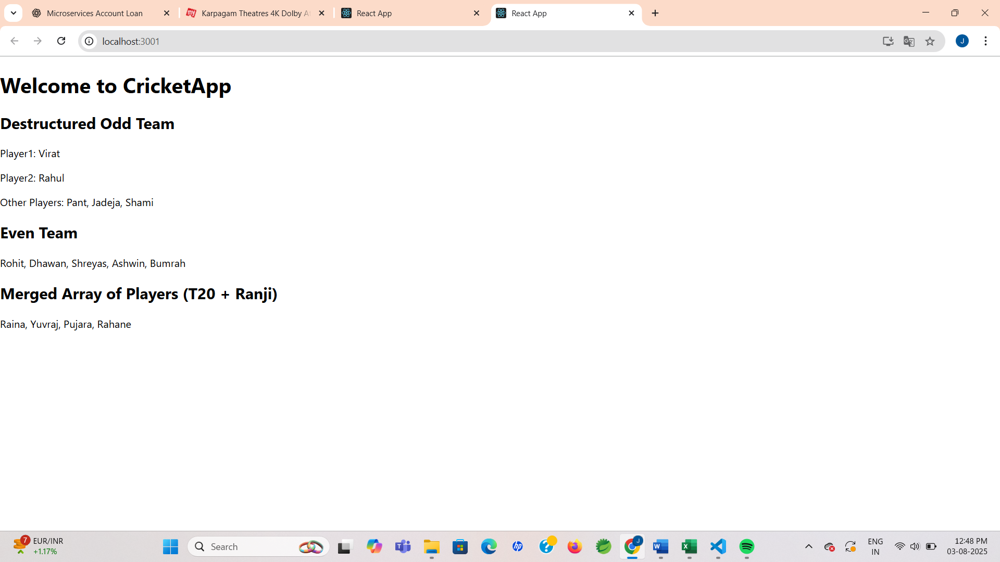 Microservices Account Loan
Karpagam Theatres 4K Dolby At
React App
React App
localhost:3001
J
Welcome to CricketApp
Destructured Odd Team
Player1: Virat
Player2: Rahul
Other Players: Pant, Jadeja, Shami
Even Team
Rohit, Dhawan, Shreyas, Ashwin, Bumrah
Merged Array of Players (T20 + Ranji)
Raina, Yuvraj, Pujara, Rahane
7
EUR/INR
+1.17%
Search
ENG
IN
12:48 PM
03-08-2025